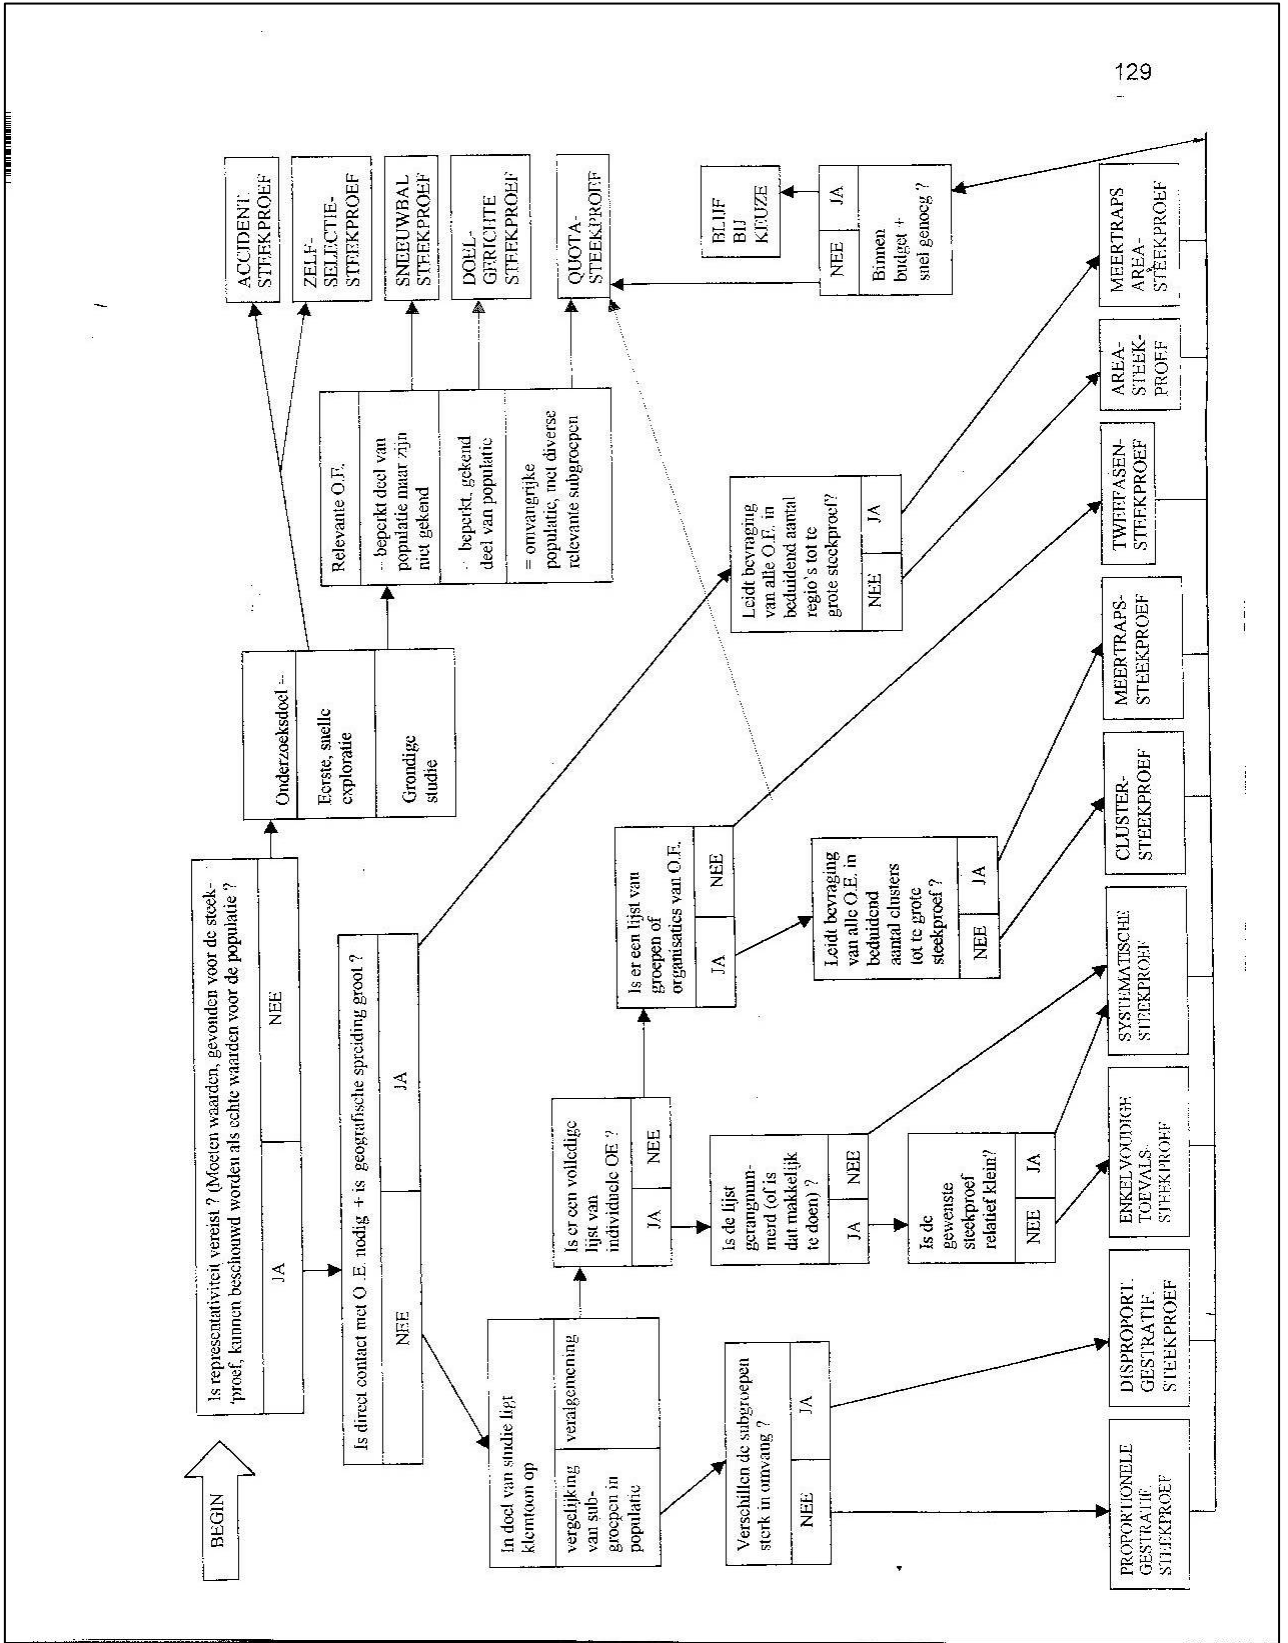 129
BEGIN
Is representativiteit vereist ? (Moeten waarden, gevonden voor de steek-
proef, kunnen beschouwd worden als echte waarden voor de populatie ?
JA
NEE
Is direct contact met O.E. nodig + is geografische spreiding groot ?
NEE
JA
Onderzoeksdoel =
Eerste, snelle
exploratie
Grondige
studie
Relevante O.E.
= beperkt deel van
populatie maar zijn
niet gekend
= beperkt, gekend
deel van populatie
= omvangrijke
populatie, met diverse
relevante subgroepen
ACCIDENT.
STEEKPROEF
ZELF-
SELECTIE-
STEEKPROEF
SNEEUWBAL
STEEKPROEF
DOEL-
GERICHTE
STEEKPROEF
QUOTA-
STEEKPROEF
In doel van studie ligt
klemtoon op
vergelijking
van sub-
groepen in
populatie
veralgemening
Is er een volledige
lijst van
individuele OE ?
JA
NEE
Is er een lijst van
groepen of
organisaties van O.E.
JA
NEE
Leidt bevraging
van alle O.E. in
beduidend aantal
regio's tot te
grote steekproef?
NEE
JA
BLIJF
BIJ
KEUZE
NEE
JA
Binnen
budget +
snel genoeg ?
Verschillen de subgroepen
sterk in omvang ?
NEE
JA
Is de lijst
gerangnum-
merd (of is
dat makkelijk
te doen) ?
JA
NEE
Leidt bevraging
van alle O.E. in
beduidend
aantal clusters
tot te grote
steekproef ?
NEE
JA
Is de
gewenste
steekproef
relatief klein?
NEE
JA
PROPORTIONELE
GESTRATIF.
STEEKPROEF
DISPROPORT.
GESTRATIF.
STEEKPROEF
ENKELVOUDIGE
TOEVALS-
STEEKPROEF
SYSTEMATISCHE
STEEKPROEF
CLUSTER-
STEEKPROEF
MEERTRAPS-
STEEKPROEF
TWEEFASEN-
STEEKPROEF
AREA-
STEEK-
PROEF
MEERTRAPS
AREA-
STEEKPROEF